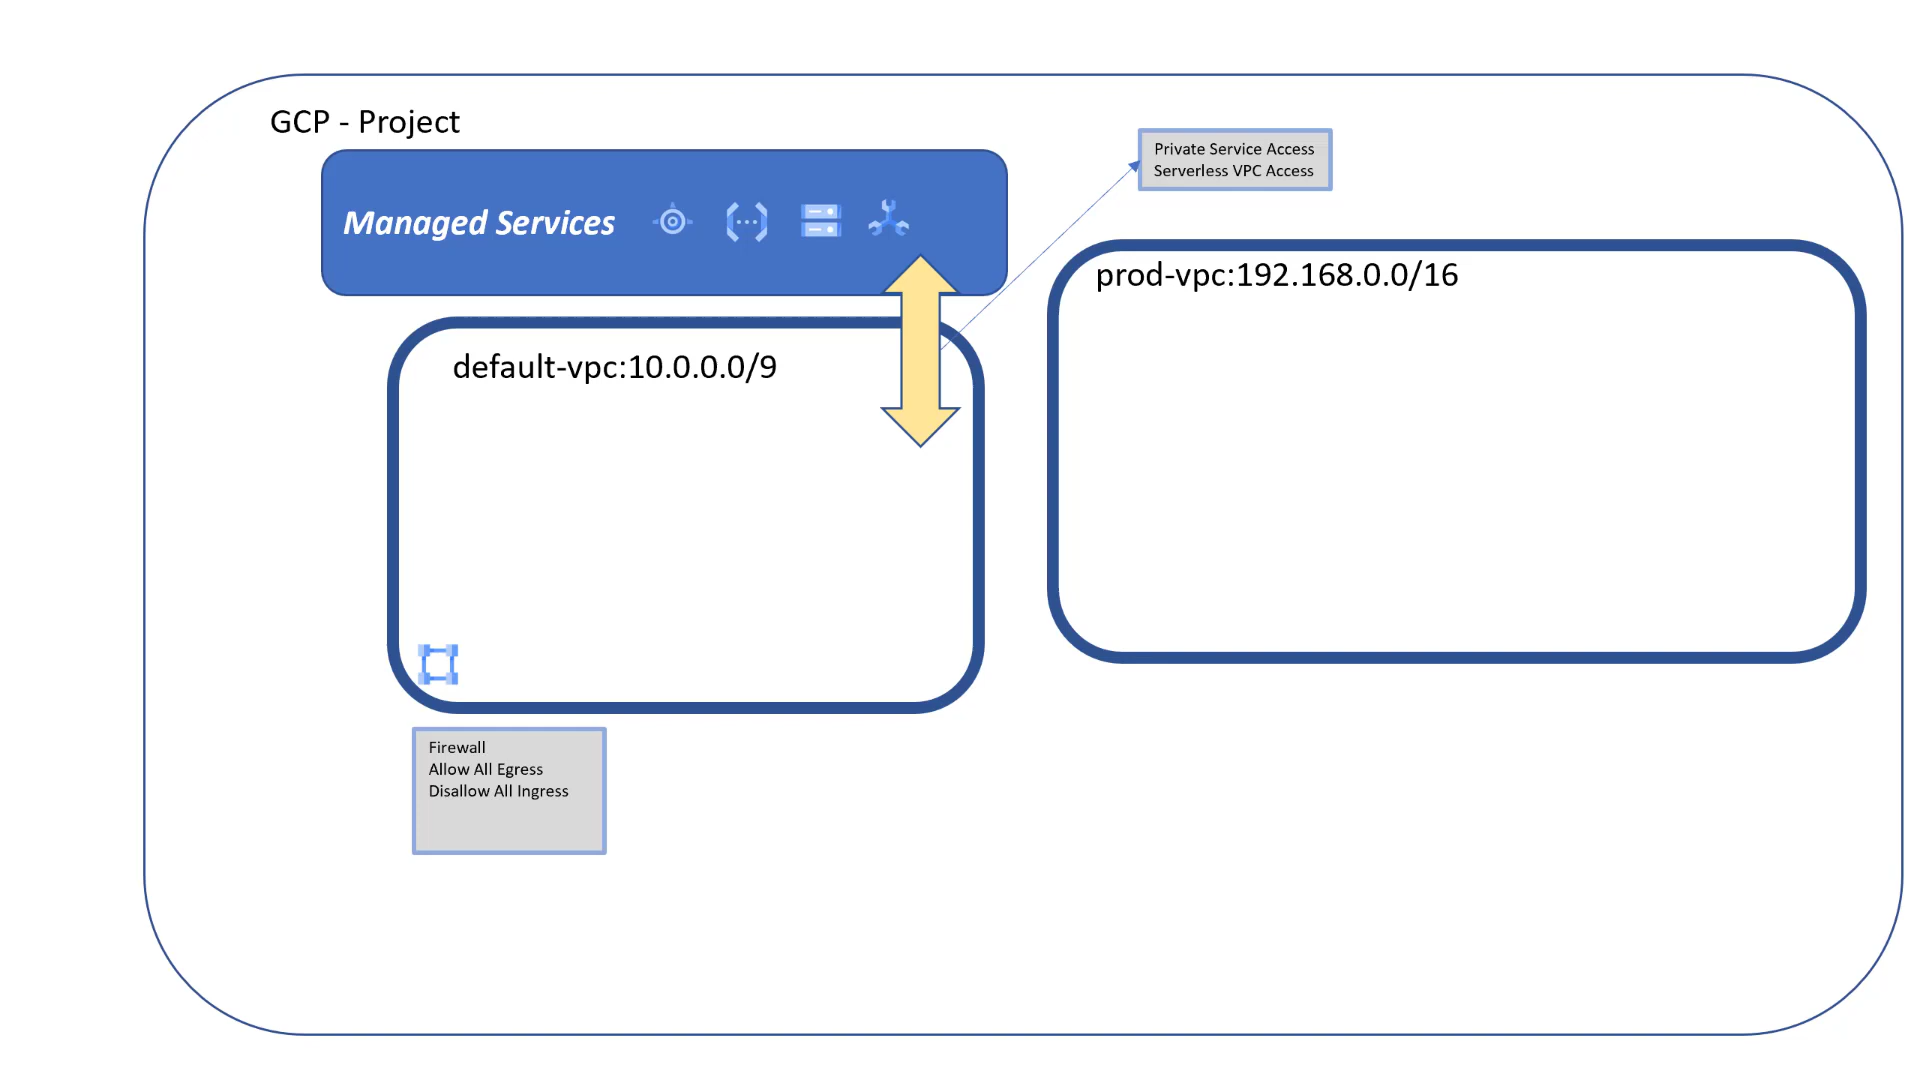 GCP - Project
Private Service Access
Serverless VPC Access
Managed Services
prod-vpc:192.168.0.0/16
default-vpc:10.0.0.0/9
Firewall
Allow All Egress
Disallow All Ingress